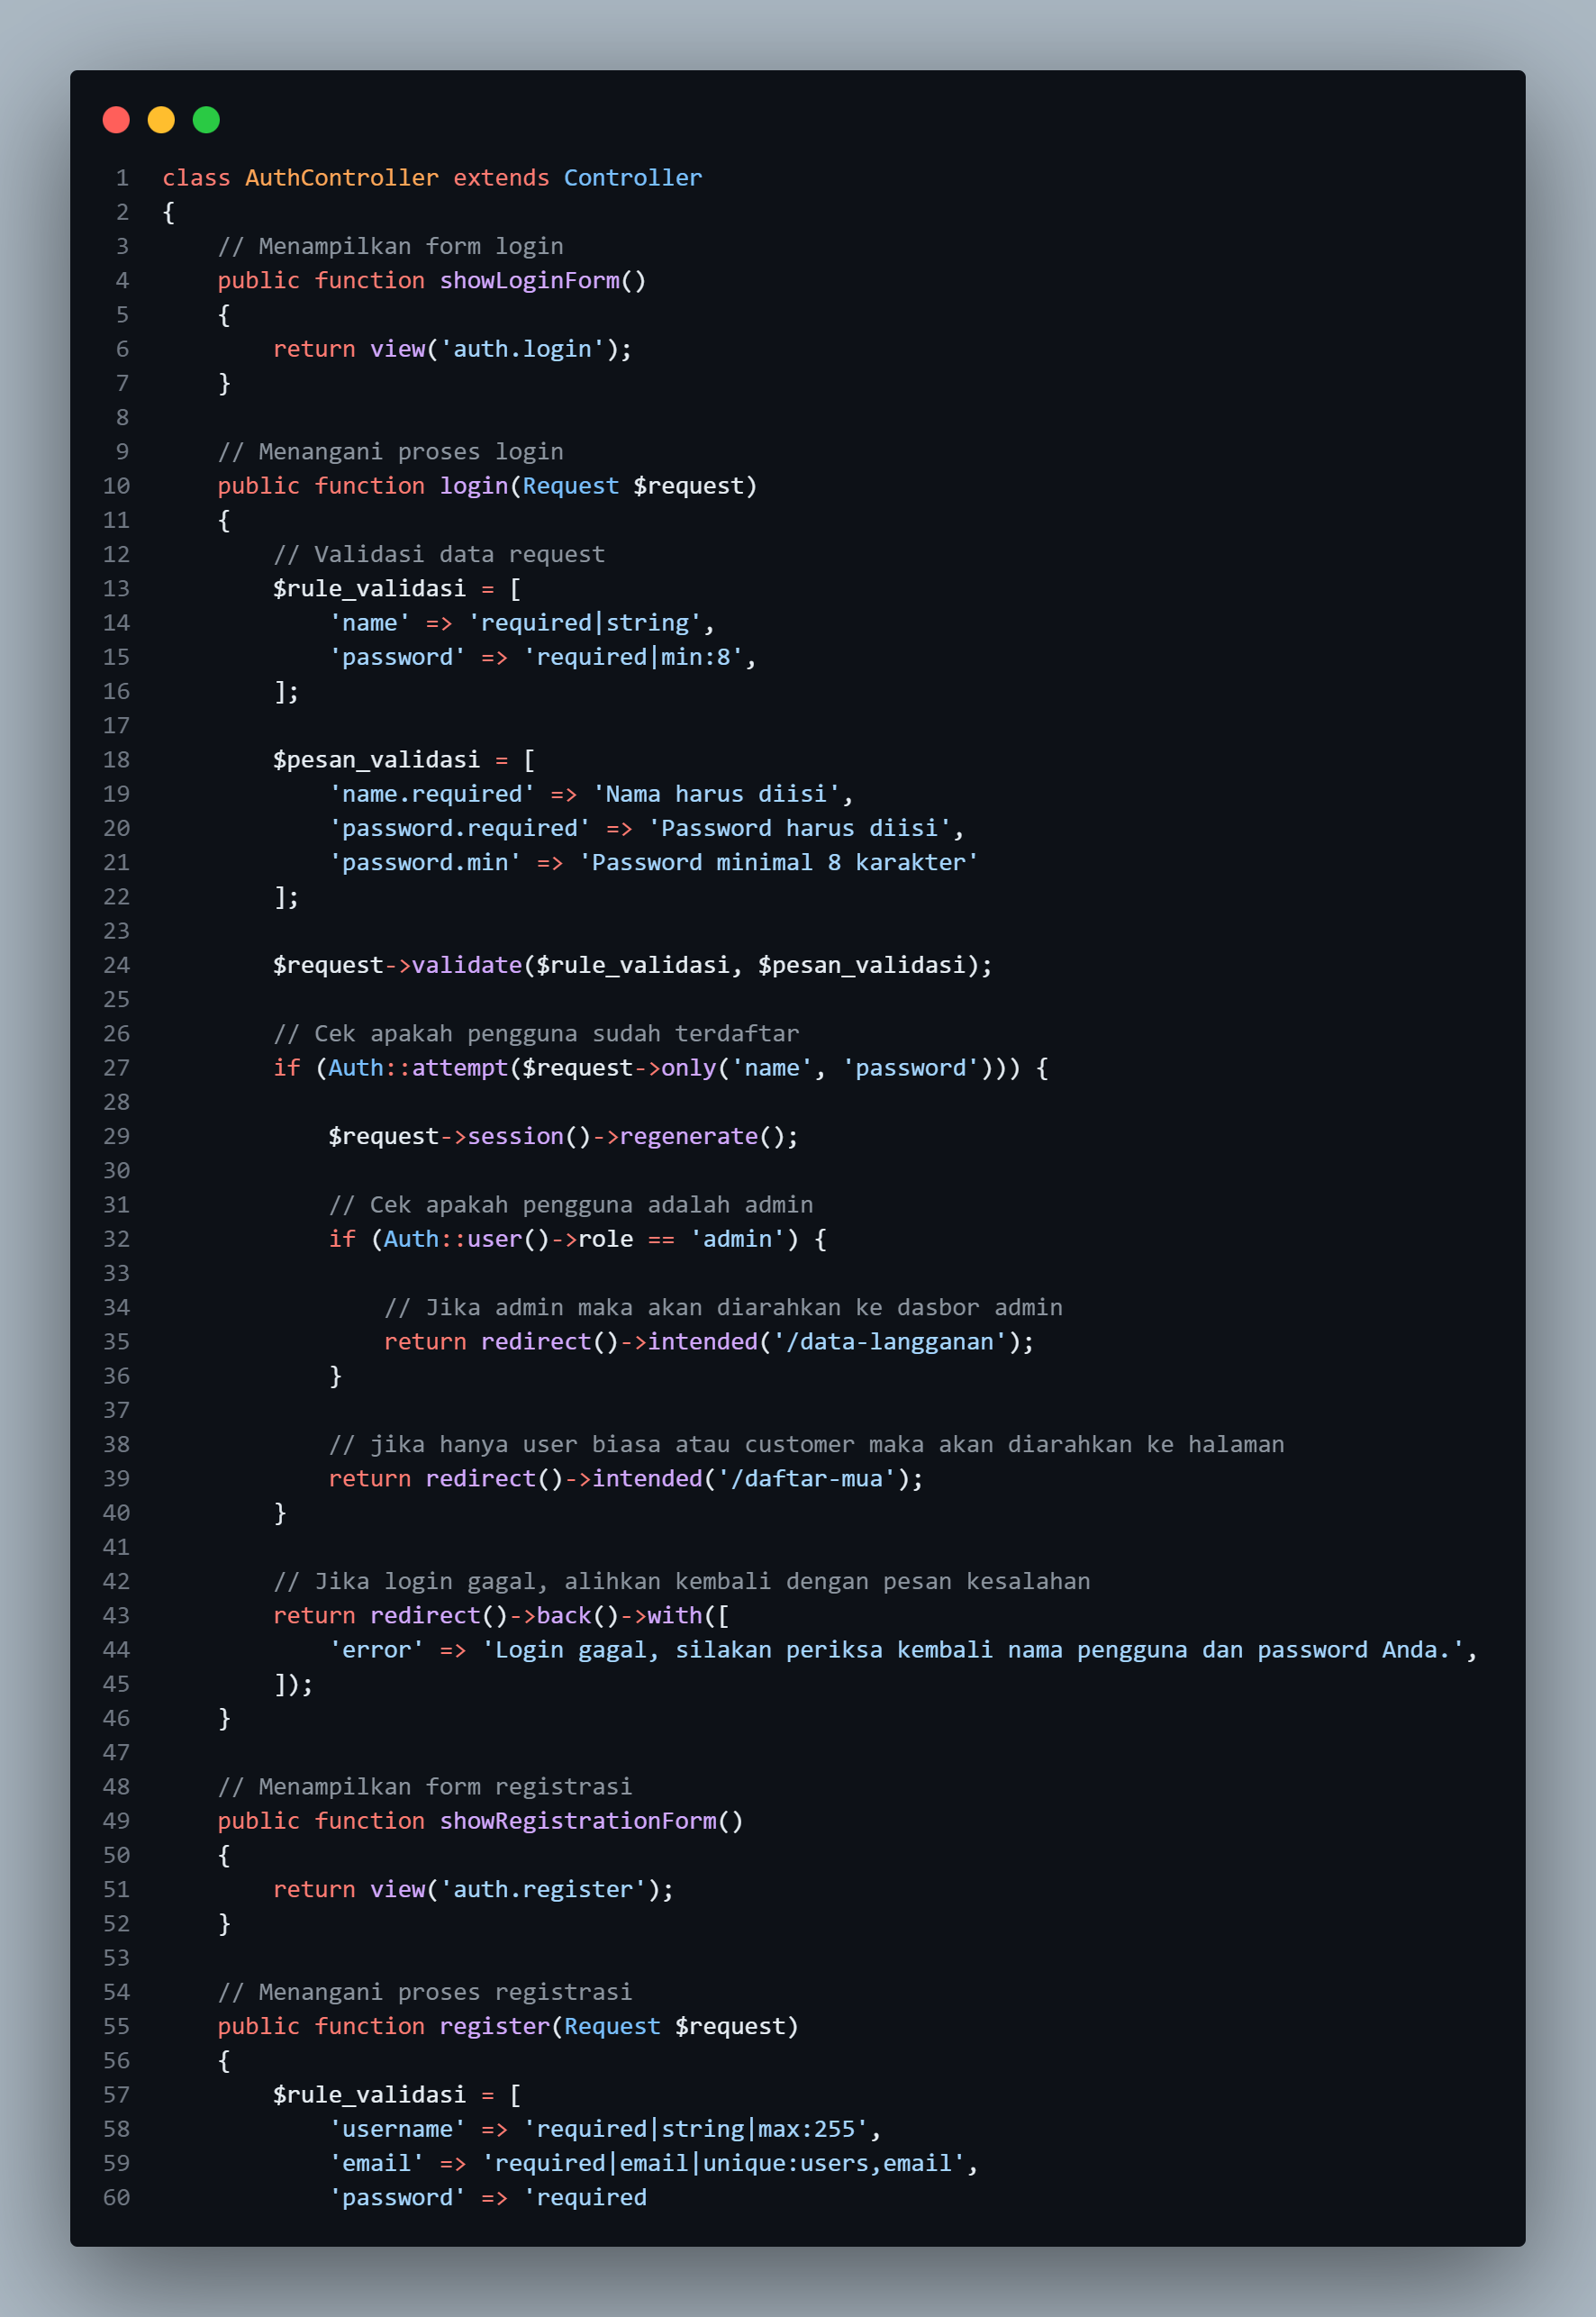 1 class AuthController extends Controller
2 {
3     // Menampilkan form login
4     public function showLoginForm()
5     {
6         return view('auth.login');
7     }
8
9     // Menangani proses login
10     public function login(Request $request)
11     {
12         // Validasi data request
13         $rule_validasi = [
14             'name' => 'required|string',
15             'password' => 'required|min:8',
16         ];
17
18         $pesan_validasi = [
19             'name.required' => 'Nama harus diisi',
20             'password.required' => 'Password harus diisi',
21             'password.min' => 'Password minimal 8 karakter'
22         ];
23
24         $request->validate($rule_validasi, $pesan_validasi);
25
26         // Cek apakah pengguna sudah terdaftar
27         if (Auth::attempt($request->only('name', 'password'))) {
28
29             $request->session()->regenerate();
30
31             // Cek apakah pengguna adalah admin
32             if (Auth::user()->role == 'admin') {
33
34                 // Jika admin maka akan diarahkan ke dasbor admin
35                 return redirect()->intended('/data-langganan');
36             }
37
38             // jika hanya user biasa atau customer maka akan diarahkan ke halaman
39             return redirect()->intended('/daftar-mua');
40         }
41
42         // Jika login gagal, alihkan kembali dengan pesan kesalahan
43         return redirect()->back()->with([
44             'error' => 'Login gagal, silakan periksa kembali nama pengguna dan password Anda.',
45         ]);
46     }
47
48     // Menampilkan form registrasi
49     public function showRegistrationForm()
50     {
51         return view('auth.register');
52     }
53
54     // Menangani proses registrasi
55     public function register(Request $request)
56     {
57         $rule_validasi = [
58             'username' => 'required|string|max:255',
59             'email' => 'required|email|unique:users,email',
60             'password' => 'required